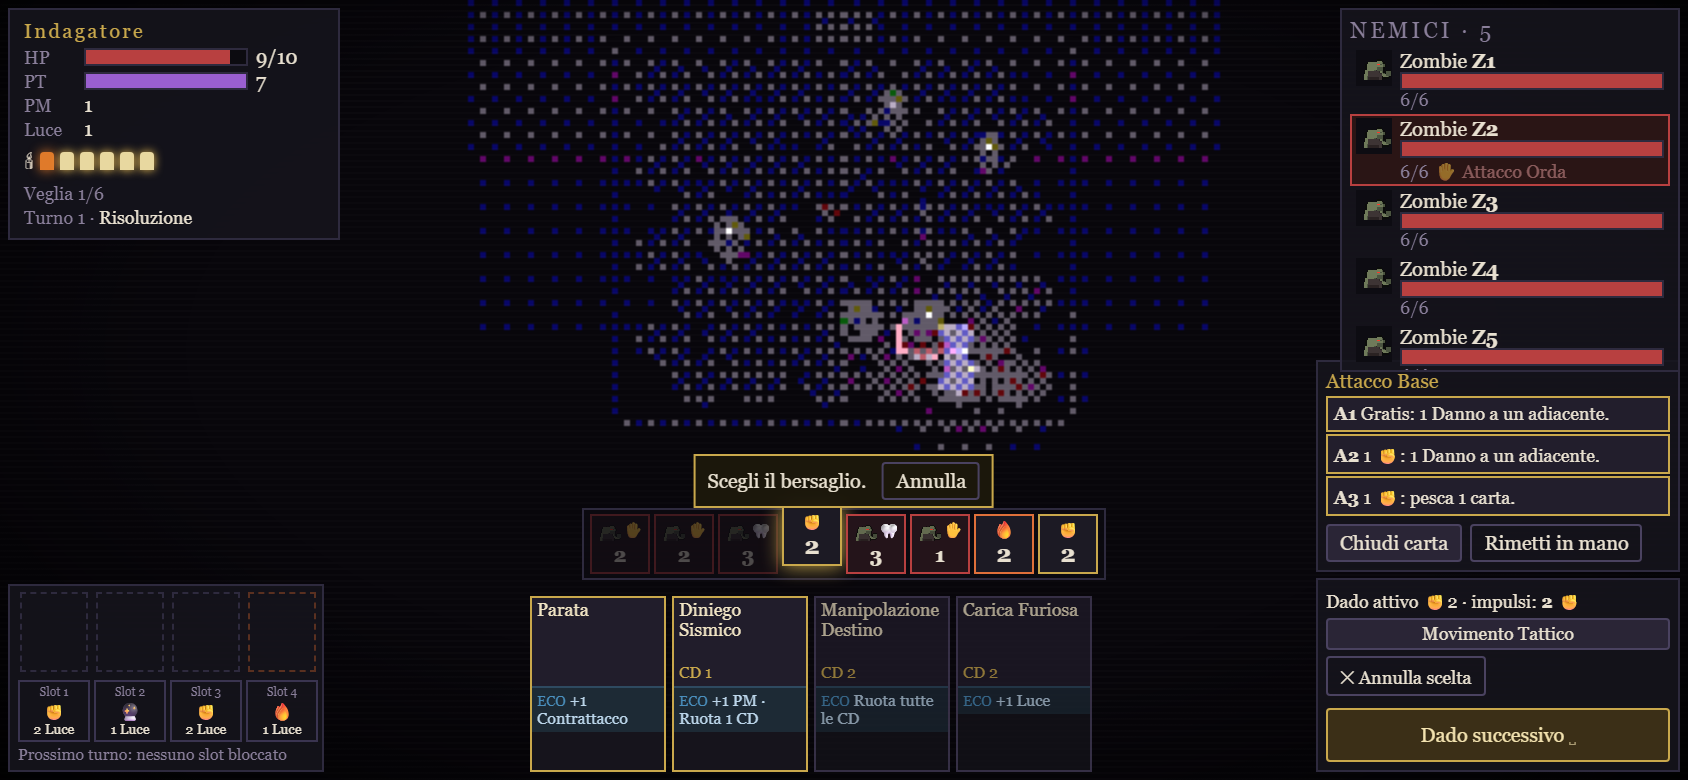 Indagatore
HP 9/10
PT 7
PM 1
Luce 1
Veglia 1/6
Turno 1 · Risoluzione
NEMICI · 5
Zombie Z1
6/6
Zombie Z2
6/6 Attacco Orda
Zombie Z3
6/6
Zombie Z4
6/6
Zombie Z5
Attacco Base
A1 Gratis: 1 Danno a un adiacente.
A2 1 ✊ : 1 Danno a un adiacente.
A3 1 ✊ : pesca 1 carta.
Chiudi carta Rimetti in mano
Scegli il bersaglio. Annulla
2 2 3 2 3 1 2 2
Slot 1 Slot 2 Slot 3 Slot 4
2 Luce 1 Luce 2 Luce 1 Luce
Prossimo turno: nessuno slot bloccato
Parata
ECO +1
Contrattacco
Diniego
Sismico
CD 1
ECO +1 PM ·
Ruota 1 CD
Manipolazione
Destino
CD 2
ECO Ruota tutte
le CD
Carica Furiosa
CD 2
ECO +1 Luce
Dado attivo ✊ 2 · impulsi: 2 ✊
Movimento Tattico
✕ Annulla scelta
Dado successivo ⎵